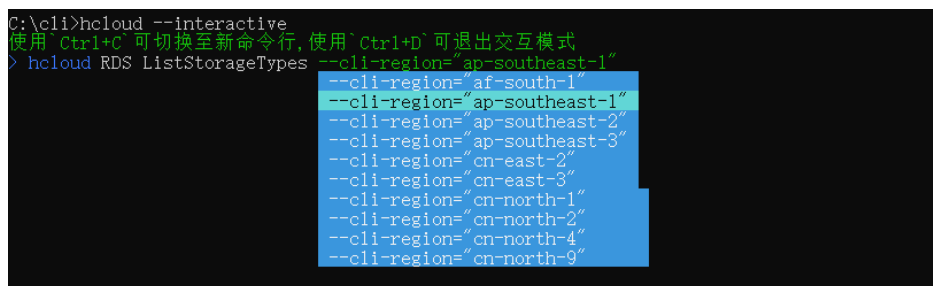 C:\cli>hcloud --interactive
使用`Ctrl+C`可切换至新命令行,使用`Ctrl+D`可退出交互模式
> hcloud RDS ListStorageTypes --cli-region="ap-southeast-1"
--cli-region="af-south-1"
--cli-region="ap-southeast-1"
--cli-region="ap-southeast-2"
--cli-region="ap-southeast-3"
--cli-region="cn-east-2"
--cli-region="cn-east-3"
--cli-region="cn-north-1"
--cli-region="cn-north-2"
--cli-region="cn-north-4"
--cli-region="cn-north-9"